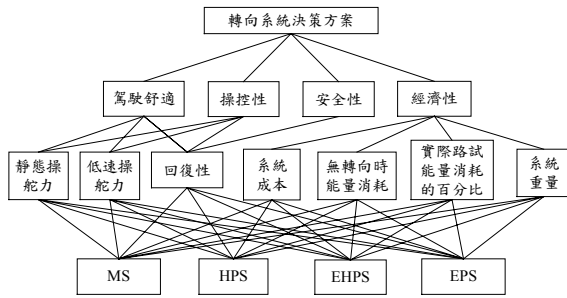 轉向系統決策方案
駕駛舒適
操控性
安全性
經濟性
靜態操
舵力
低速操
舵力
回復性
系統
成本
無轉向時
能量消耗
實際路試
能量消耗
的百分比
系統
重量
MS
HPS
EHPS
EPS